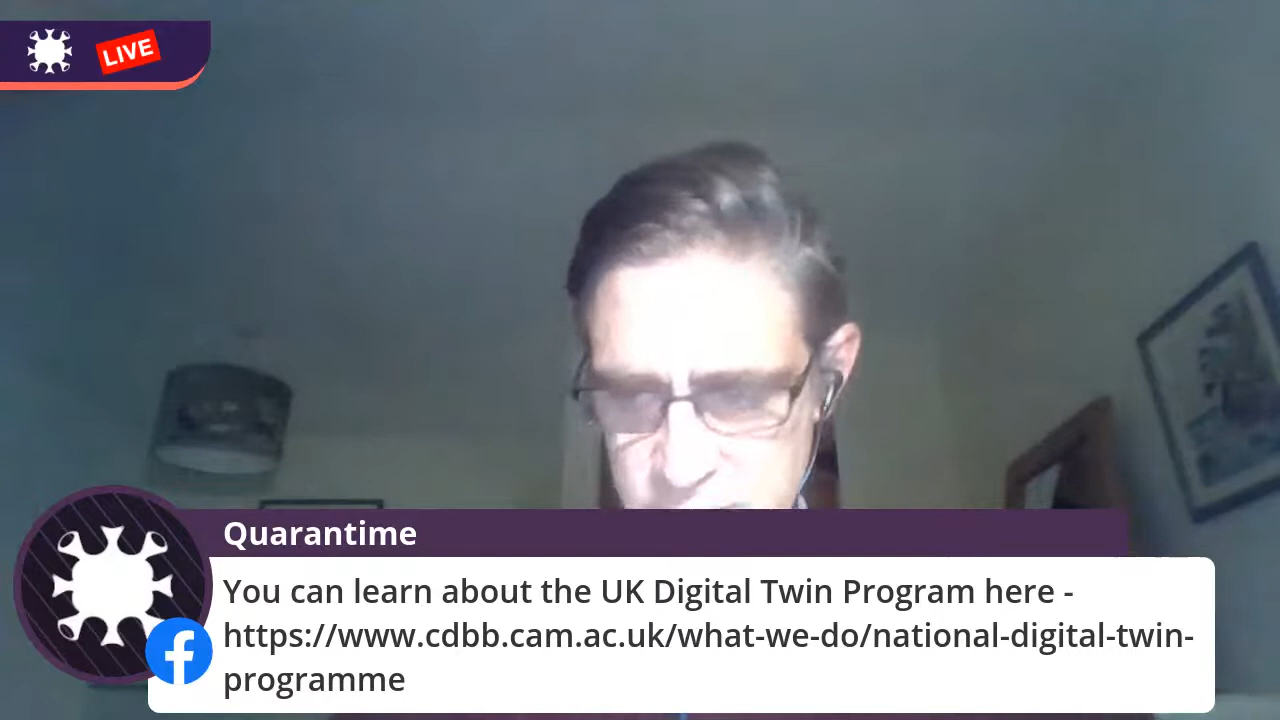 LIVE
Quarantime
You can learn about the UK Digital Twin Program here -
https://www.cdbb.cam.ac.uk/what-we-do/national-digital-twin-
programme